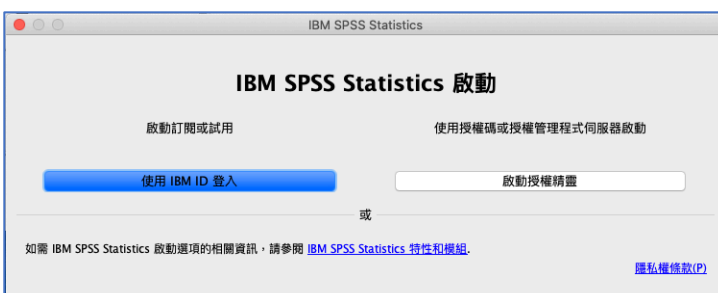 IBM SPSS Statistics
IBM SPSS Statistics 啟動
啟動訂閱或試用
使用授權碼或授權管理程式伺服器啟動
使用 IBM ID 登入
啟動授權精靈
或
如需 IBM SPSS Statistics 啟動選項的相關資訊，請參閱 IBM SPSS Statistics 特性和模組.
隱私權條款(P)